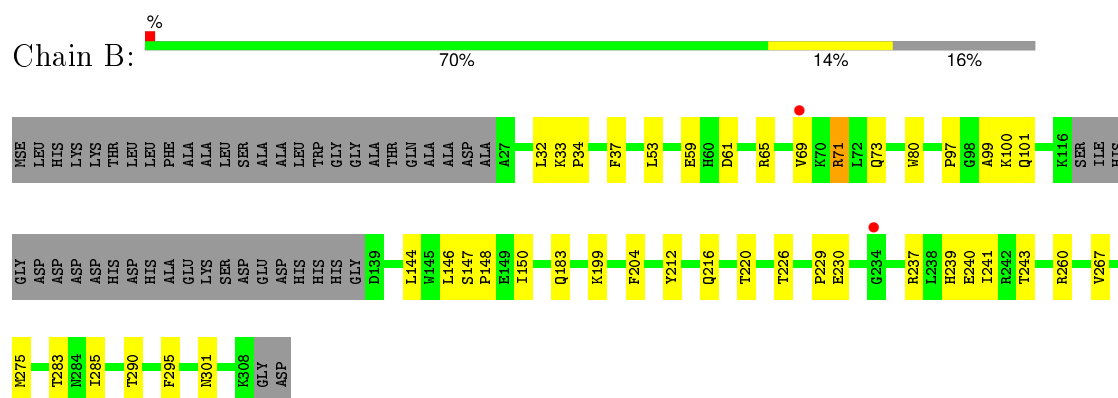 %
Chain B:
70% 14% 16%
MSE LEU HIS LYS LYS THR LEU LEU PHE ALA ALA LEU SER ALA ALA LEU TRP GLY GLY ALA THR GLN ALA ALA ASP ALA A27 L32 K33 P34 F37 L53 E59 H60 D61 R65 V69 K70 R71 L72 Q73 W80 P97 G98 A99 K100 Q101 K116 SER ILE HIS
GLY ASP ASP ASP ASP HIS ASP HIS ALA GLU LYS SER ASP GLU ASP HIS HIS HIS GLY D139 L144 W145 L146 S147 P148 E149 I150 Q183 K199 F204 Y212 Q216 T220 T226 P229 E230 G234 R237 L238 H239 E240 I241 R242 T243 R260 V267
M275 T283 N284 I285 T290 F295 N301 K308 GLY ASP